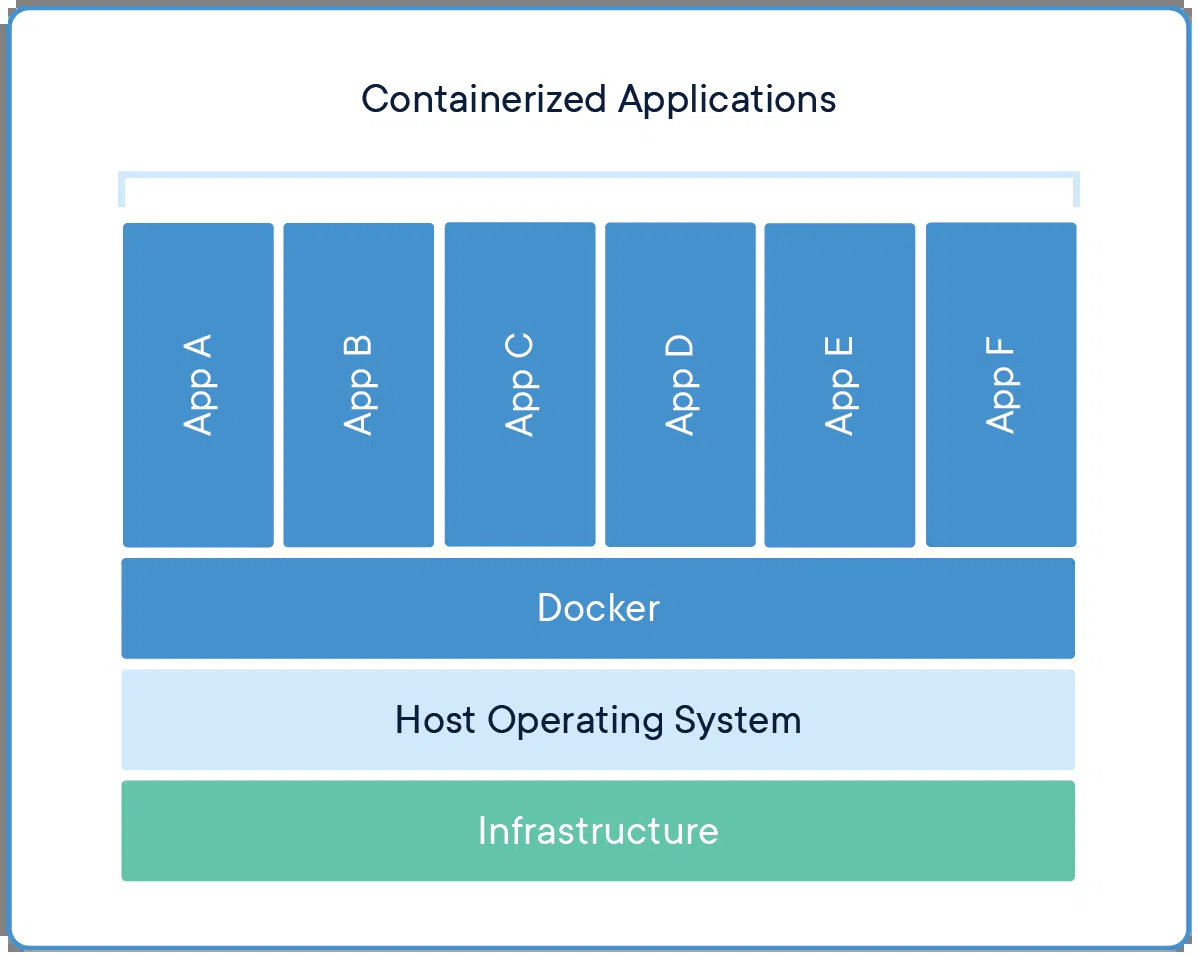 Containerized Applications
App A
App B
App C
App D
App E
App F
Docker
Host Operating System
Infrastructure